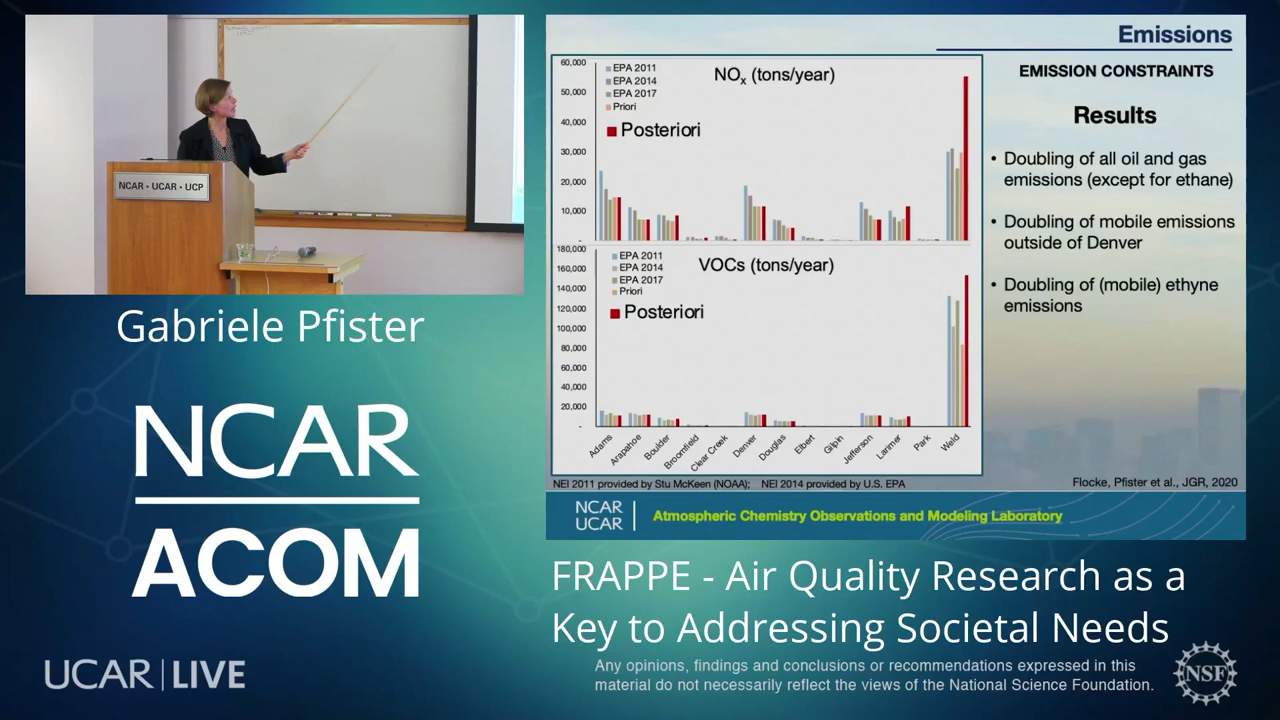 NCAR • UCAR • UCP
Gabriele Pfister
NCAR
ACOM
UCAR | LIVE
Emissions
60,000
50,000
40,000
30,000
20,000
10,000
-
NOx (tons/year)
EPA 2011
EPA 2014
EPA 2017
Priori
Posteriori
180,000
160,000
140,000
120,000
100,000
80,000
60,000
40,000
20,000
-
VOCs (tons/year)
EPA 2011
EPA 2014
EPA 2017
Priori
Posteriori
Adams
Arapahoe
Boulder
Broomfield
Clear Creek
Denver
Douglas
Elbert
Gilpin
Jefferson
Larimer
Park
Weld
NEI 2011 provided by Stu McKeen (NOAA); NEI 2014 provided by U.S. EPA
EMISSION CONSTRAINTS
Results
• Doubling of all oil and gas
emissions (except for ethane)
• Doubling of mobile emissions
outside of Denver
• Doubling of (mobile) ethyne
emissions
Flocke, Pfister et al., JGR, 2020
NCAR
UCAR
Atmospheric Chemistry Observations and Modeling Laboratory
FRAPPE - Air Quality Research as a
Key to Addressing Societal Needs
Any opinions, findings and conclusions or recommendations expressed in this
material do not necessarily reflect the views of the National Science Foundation.
NSF